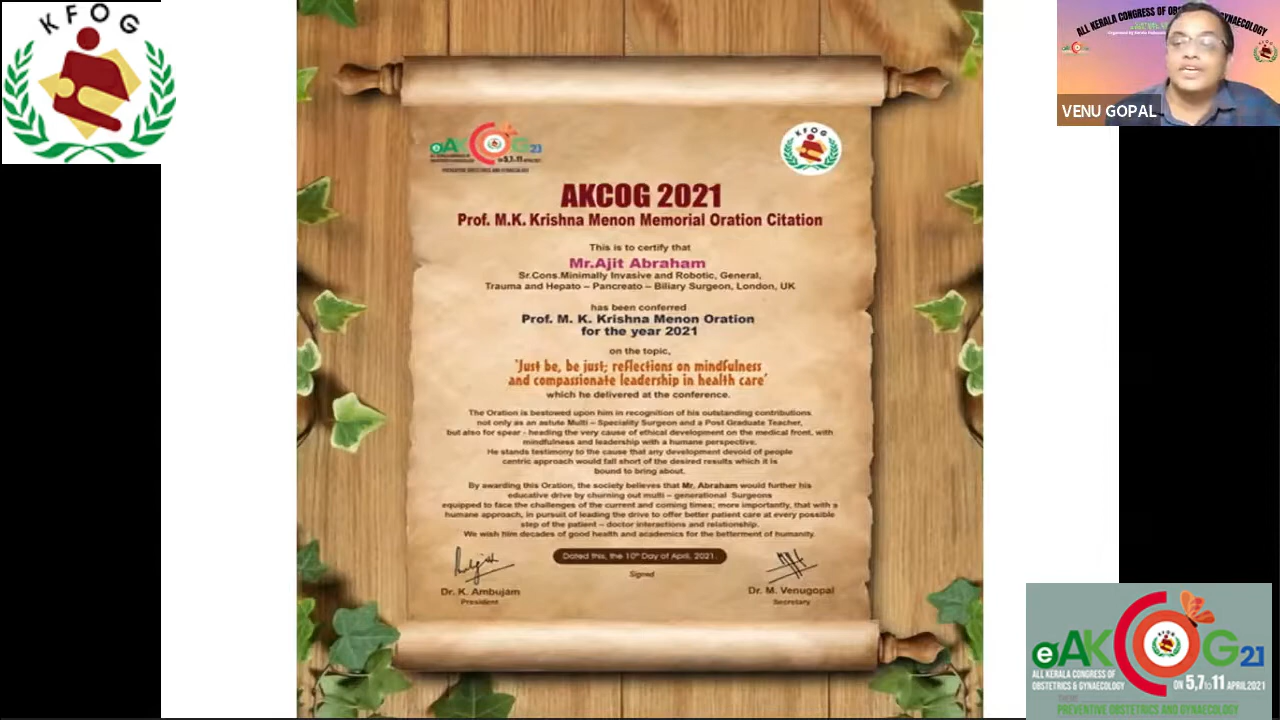 KFOG
ALL KERALA CONGRESS OF OBS GYNAECOLOGY
VENU GOPAL
eAKCOG21
KFOG
AKCOG 2021
Prof. M.K. Krishna Menon Memorial Oration Citation
This is to certify that
Mr.Ajit Abraham
Sr.Cons.Minimally Invasive and Robotic, General,
Trauma and Hepato – Pancreato – Biliary Surgeon, London, UK
has been conferred
Prof. M. K. Krishna Menon Oration
for the year 2021
on the topic,
'Just be, be just; reflections on mindfulness
and compassionate leadership in health care'
which he delivered at the conference.
The Oration is bestowed upon him in recognition of his outstanding contributions
not only as an astute Multi – Speciality Surgeon and a Post Graduate Teacher,
but also for spear - heading the very cause of ethical development on the medical front, with
mindfulness and leadership with a humane perspective.
He stands testimony to the cause that any development devoid of people
centric approach would fall short of the desired results which it is
bound to bring about.
By awarding this Oration, the society believes that Mr. Abraham would further his
educative drive by churning out multi – generational Surgeons
equipped to face the challenges of the current and coming times; more importantly, that with a
humane approach, in pursuit of leading the drive to offer better patient care at every possible
step of the patient – doctor interactions and relationship.
We wish him decades of good health and academics for the betterment of humanity.
Dated this, the 10th Day of April, 2021.
Signed
Dr. K. Ambujam
President
Dr. M. Venugopal
Secretary
eAKCOG21
ALL KERALA CONGRESS OF
OBSTETRICS & GYNAECOLOGY
ON 5,7to11 APRIL2021
PREVENTIVE OBSTETRICS AND GYNAECOLOGY